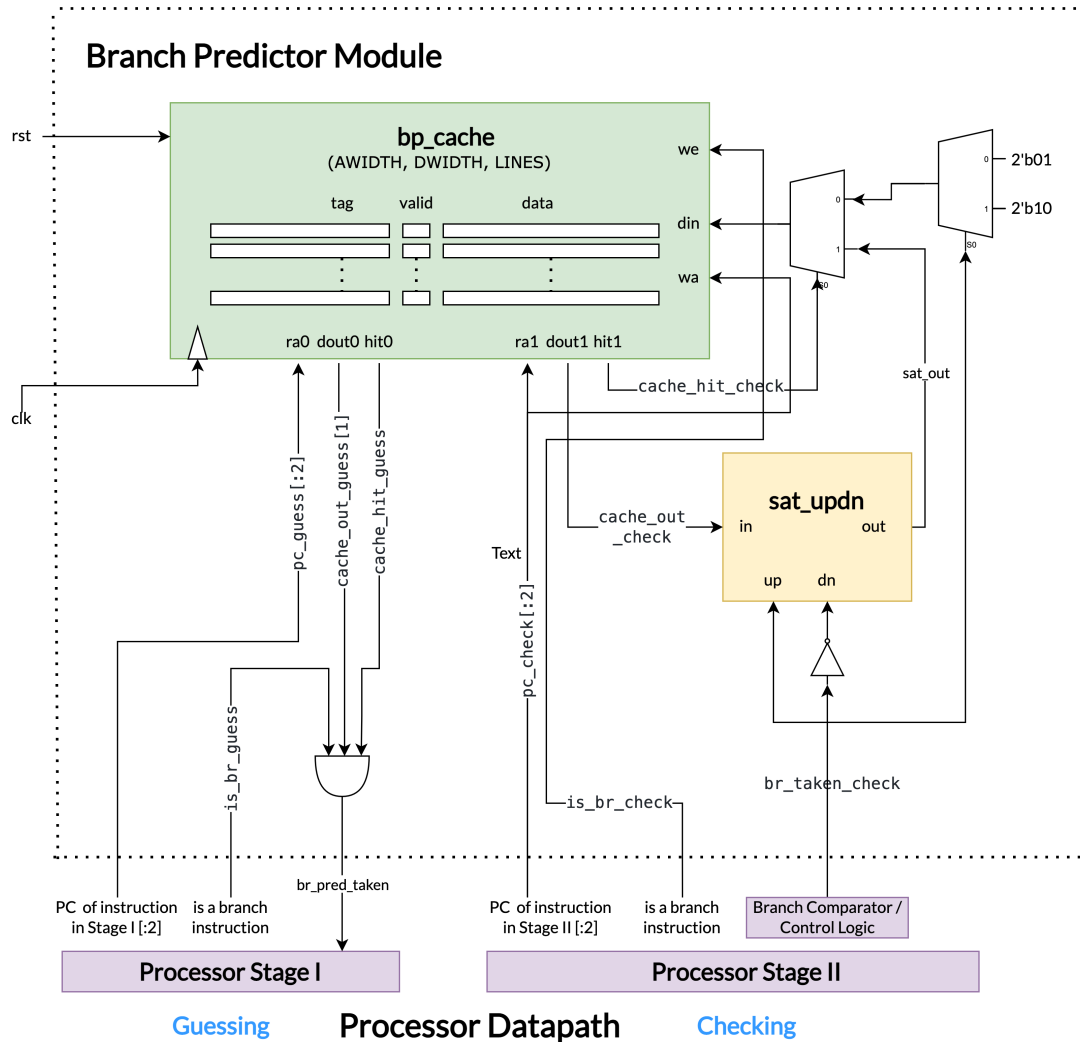 Branch Predictor Module
rst
bp_cache
(AWIDTH, DWIDTH, LINES)
we
tag
valid
data
din
wa
ra0
dout0
hit0
ra1
dout1
hit1
clk
0
1
S0
0
2'b01
1
2'b10
S0
cache_hit_check
sat_out
pc_guess[:2]
cache_out_guess[1]
cache_hit_guess
sat_updn
in
out
up
dn
cache_out
_check
Text
pc_check[:2]
is_br_guess
is_br_check
br_taken_check
br_pred_taken
PC of instruction
in Stage I [:2]
is a branch
instruction
PC of instruction
in Stage II [:2]
is a branch
instruction
Branch Comparator /
Control Logic
Processor Stage I
Processor Stage II
Guessing
Processor Datapath
Checking